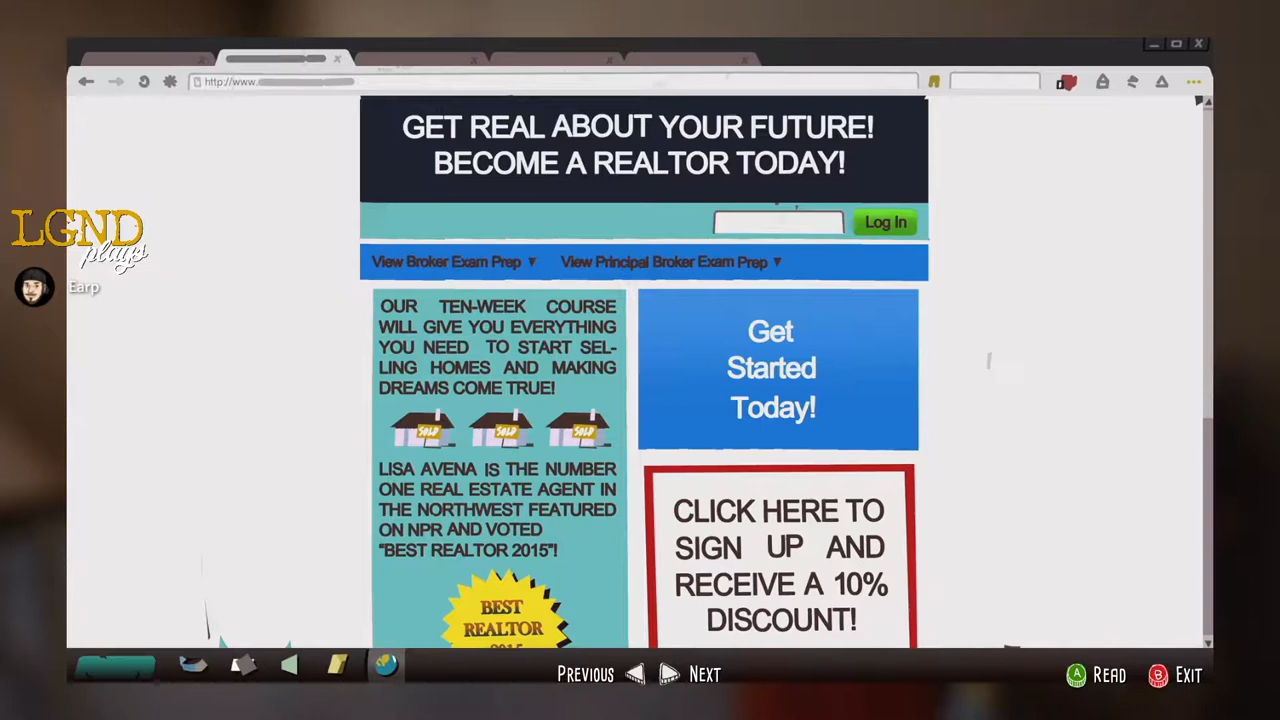 http://www.
GET REAL ABOUT YOUR FUTURE!
BECOME A REALTOR TODAY!
Log In
View Broker Exam Prep ▼ View Principal Broker Exam Prep ▼
OUR TEN-WEEK COURSE
WILL GIVE YOU EVERYTHING
YOU NEED TO START SEL-
LING HOMES AND MAKING
DREAMS COME TRUE!
SOLD SOLD SOLD
LISA AVENA IS THE NUMBER
ONE REAL ESTATE AGENT IN
THE NORTHWEST FEATURED
ON NPR AND VOTED
"BEST REALTOR 2015"!
BEST
REALTOR
2015
Get
Started
Today!
CLICK HERE TO
SIGN UP AND
RECEIVE A 10%
DISCOUNT!
LGND
plays
Earp
Previous Next
A Read B Exit